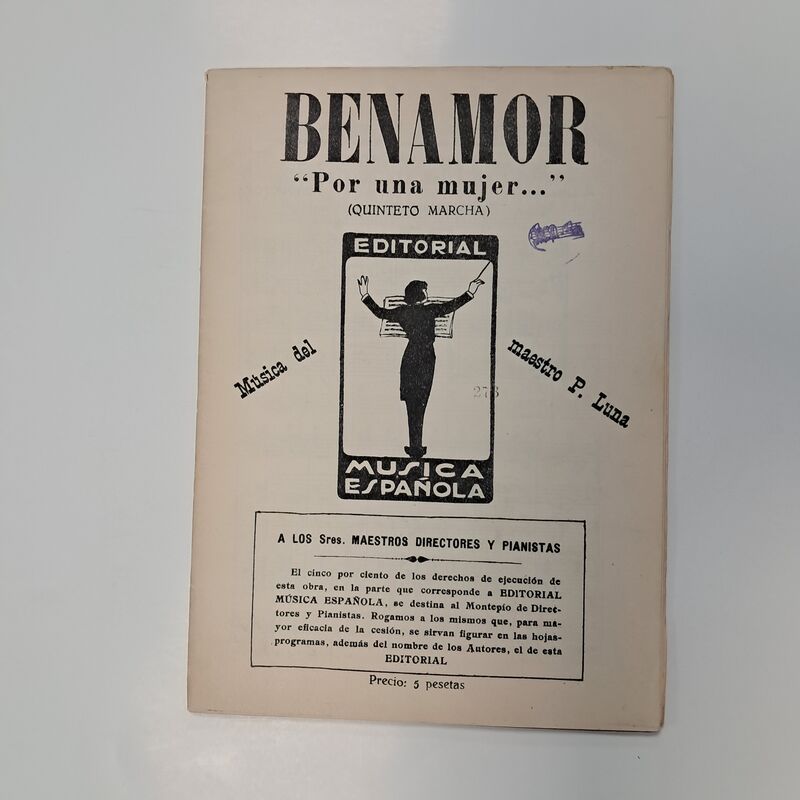 BENAMOR
“Por una mujer...”
(QUINTETO MARCHA)
EDITORIAL
Música del
maestro P. Luna
273
MÚSICA
ESPAÑOLA
A LOS Sres. MAESTROS DIRECTORES Y PIANISTAS
El cinco por ciento de los derechos de ejecución de
esta obra, en la parte que corresponde a EDITORIAL
MÚSICA ESPAÑOLA, se destina al Montepío de Direc-
tores y Pianistas. Rogamos a los mismos que, para ma-
yor eficacia de la cesión, se sirvan figurar en las hojas-
programas, además del nombre de los Autores, el de esta
EDITORIAL
Precio: 5 pesetas